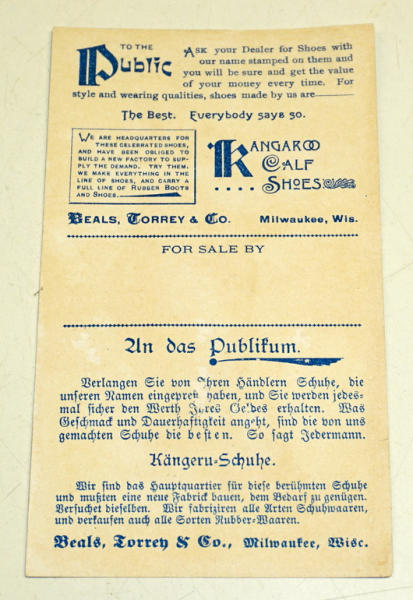 TO THE
Public
ASK your Dealer for Shoes with
our name stamped on them and
you will be sure and get the value
of your money every time. For
style and wearing qualities, shoes made by us are
The Best. Everybody says so.
WE ARE HEADQUARTERS FOR
THESE CELEBRATED SHOES,
AND HAVE BEEN OBLIGED TO
BUILD A NEW FACTORY TO SUP-
PLY THE DEMAND. TRY THEM,
WE MAKE EVERYTHING IN THE
LINE OF SHOES, AND CARRY A
FULL LINE OF RUBBER BOOTS
AND SHOES.
KANGAROO
CALF
.... SHOES
BEALS, TORREY & CO. Milwaukee, Wis.
FOR SALE BY
An das Publikum.
Verlangen Sie von Ihren Händlern Schuhe, die
unseren Namen eingepreßt haben, und Sie werden jedes-
mal sicher den Werth Ihres Geldes erhalten. Was
Geschmack und Dauerhaftigkeit angeht, sind die von uns
gemachten Schuhe die besten. So sagt Jedermann.
Kängeru-Schuhe.
Wir sind das Hauptquartier für diese berühmten Schuhe
und mußten eine neue Fabrick bauen, dem Bedarf zu genügen.
Versuchet dieselben. Wir fabriziren alle Arten Schuhwaaren,
und verkaufen auch alle Sorten Rubber-Waaren.
Beals, Torrey & Co., Milwaukee, Wisc.